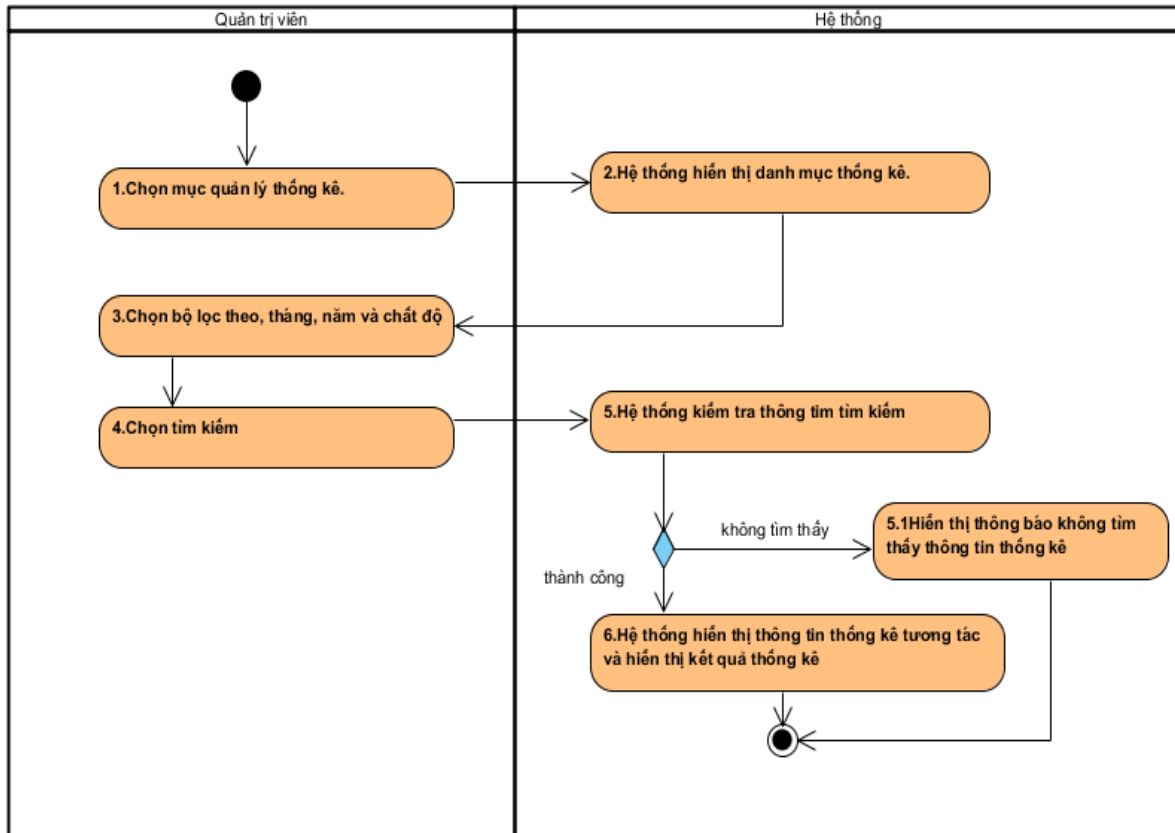 Quản trị viên
Hệ thống
1.Chọn mục quản lý thống kê.
2.Hệ thống hiển thị danh mục thống kê.
3.Chọn bộ lọc theo, tháng, năm và chất độ
4.Chọn tìm kiếm
5.Hệ thống kiểm tra thông tim tìm kiếm
không tìm thấy
5.1Hiển thị thông báo không tìm
thấy thông tin thống kê
thành công
6.Hệ thống hiển thị thông tin thống kê tương tác
và hiển thị kết quả thống kê